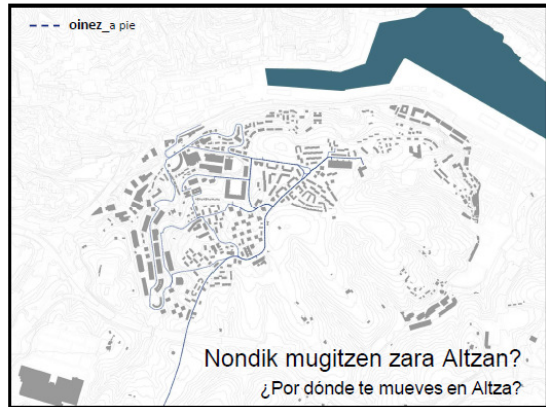 --- oinez_a pie
Nondik mugitzen zara Altzan?
¿Por dónde te mueves en Altza?